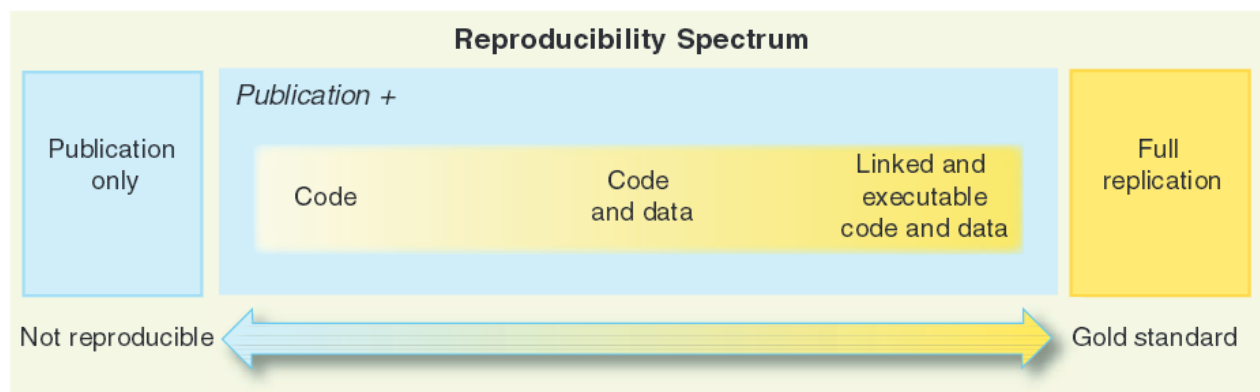 Reproducibility Spectrum
Publication
only
Publication +
Code
Code
and data
Linked and
executable
code and data
Full
replication
Not reproducible
Gold standard